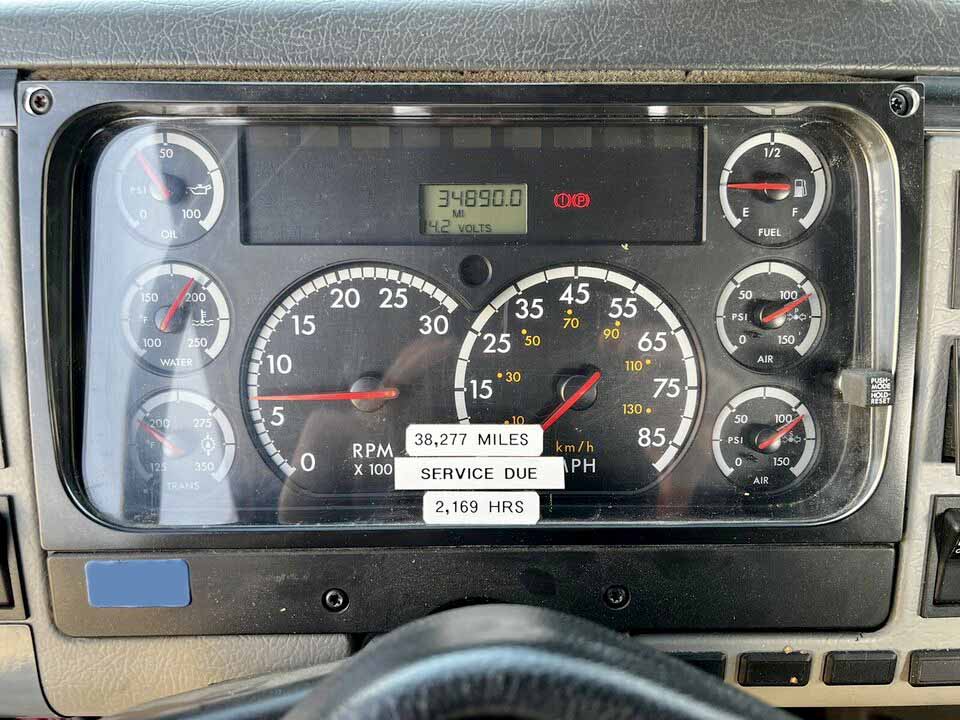 50
PSI
0 100
OIL
34890.0
MI
14.2 VOLTS
(!) (P)
1/2
E F
FUEL
150 200
°F
100 250
WATER
200 275
°F
125 350
TRANS
0 5 10 15 20 25 30
RPM
X 100
15 25 35 45 55 65 75 85
10 30 50 70 90 110 130
km/h
MPH
50 100
PSI
0 150
P
AIR
50 100
PSI
0 150
AIR
PUSH-
MODE
HOLD-
RESET
38,277 MILES
SERVICE DUE
2,169 HRS